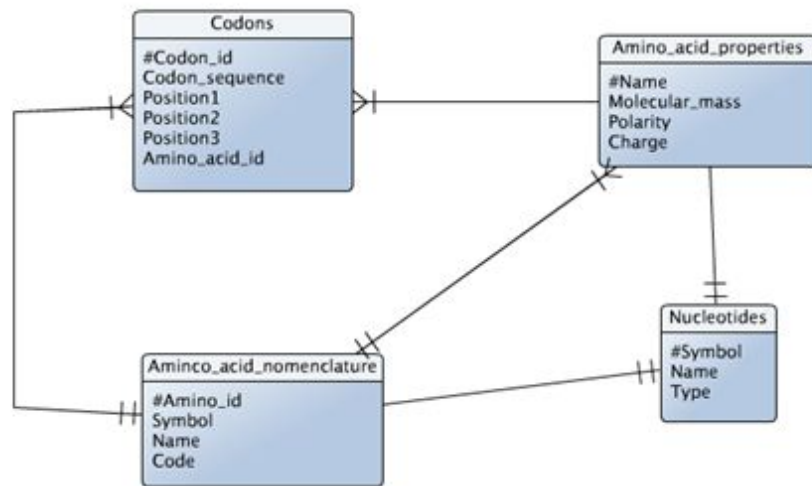 Codons
#Codon_id
Codon_sequence
Position1
Position2
Position3
Amino_acid_id
Amino_acid_properties
#Name
Molecular_mass
Polarity
Charge
Nucleotides
#Symbol
Name
Type
Aminco_acid_nomenclature
#Amino_id
Symbol
Name
Code